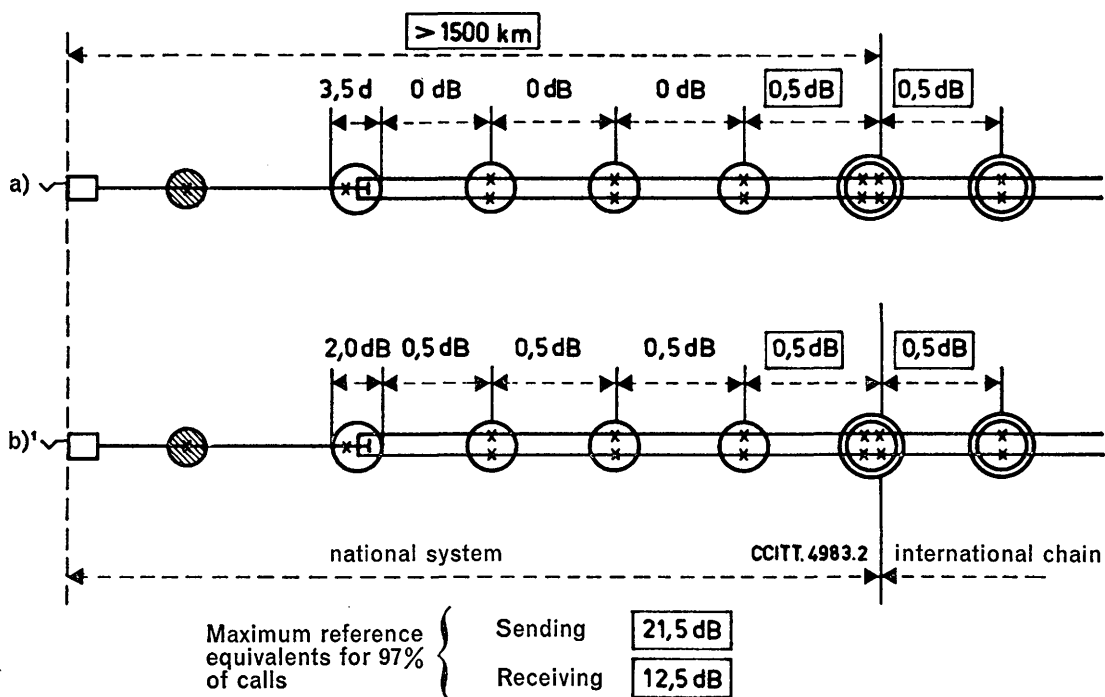 > 1500 km
3,5 d 0 dB 0 dB 0 dB 0,5 dB 0,5 dB
a)
2,0 dB 0,5 dB 0,5 dB 0,5 dB 0,5 dB 0,5 dB
b)¹
national system CCITT. 4983.2 international chain
Maximum reference
equivalents for 97%
of calls
Sending 21,5 dB
Receiving 12,5 dB